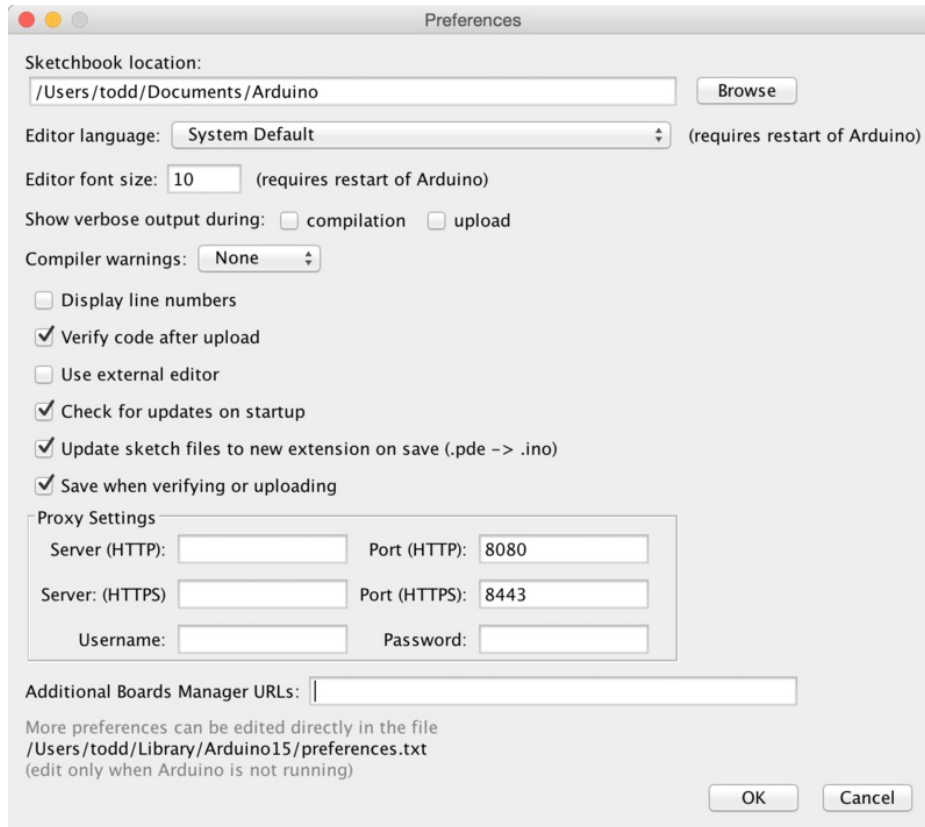 Preferences
Sketchbook location:
/Users/todd/Documents/Arduino Browse
Editor language: System Default (requires restart of Arduino)
Editor font size: 10 (requires restart of Arduino)
Show verbose output during: compilation upload
Compiler warnings: None
Display line numbers
Verify code after upload
Use external editor
Check for updates on startup
Update sketch files to new extension on save (.pde -> .ino)
Save when verifying or uploading
Proxy Settings
Server (HTTP): Port (HTTP): 8080
Server: (HTTPS) Port (HTTPS): 8443
Username: Password:
Additional Boards Manager URLs:
More preferences can be edited directly in the file
/Users/todd/Library/Arduino15/preferences.txt
(edit only when Arduino is not running)
OK Cancel